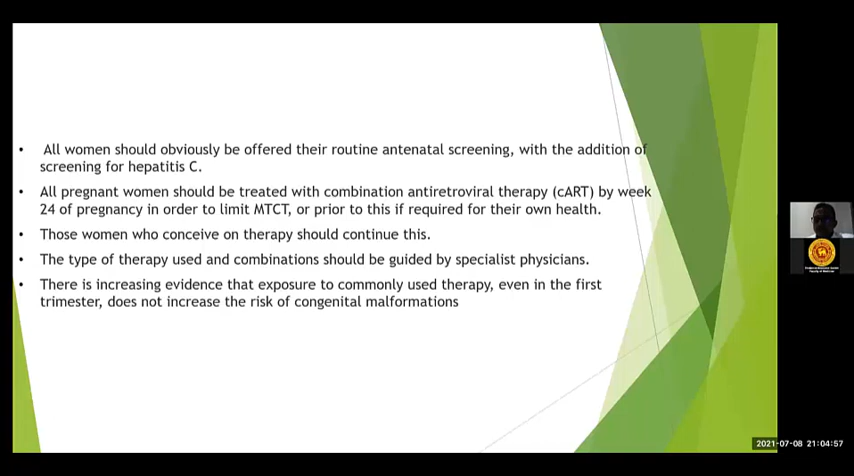 • All women should obviously be offered their routine antenatal screening, with the addition of
screening for hepatitis C.
• All pregnant women should be treated with combination antiretroviral therapy (cART) by week
24 of pregnancy in order to limit MTCT, or prior to this if required for their own health.
• Those women who conceive on therapy should continue this.
• The type of therapy used and combinations should be guided by specialist physicians.
• There is increasing evidence that exposure to commonly used therapy, even in the first
trimester, does not increase the risk of congenital malformations
2021-07-08 21:04:57